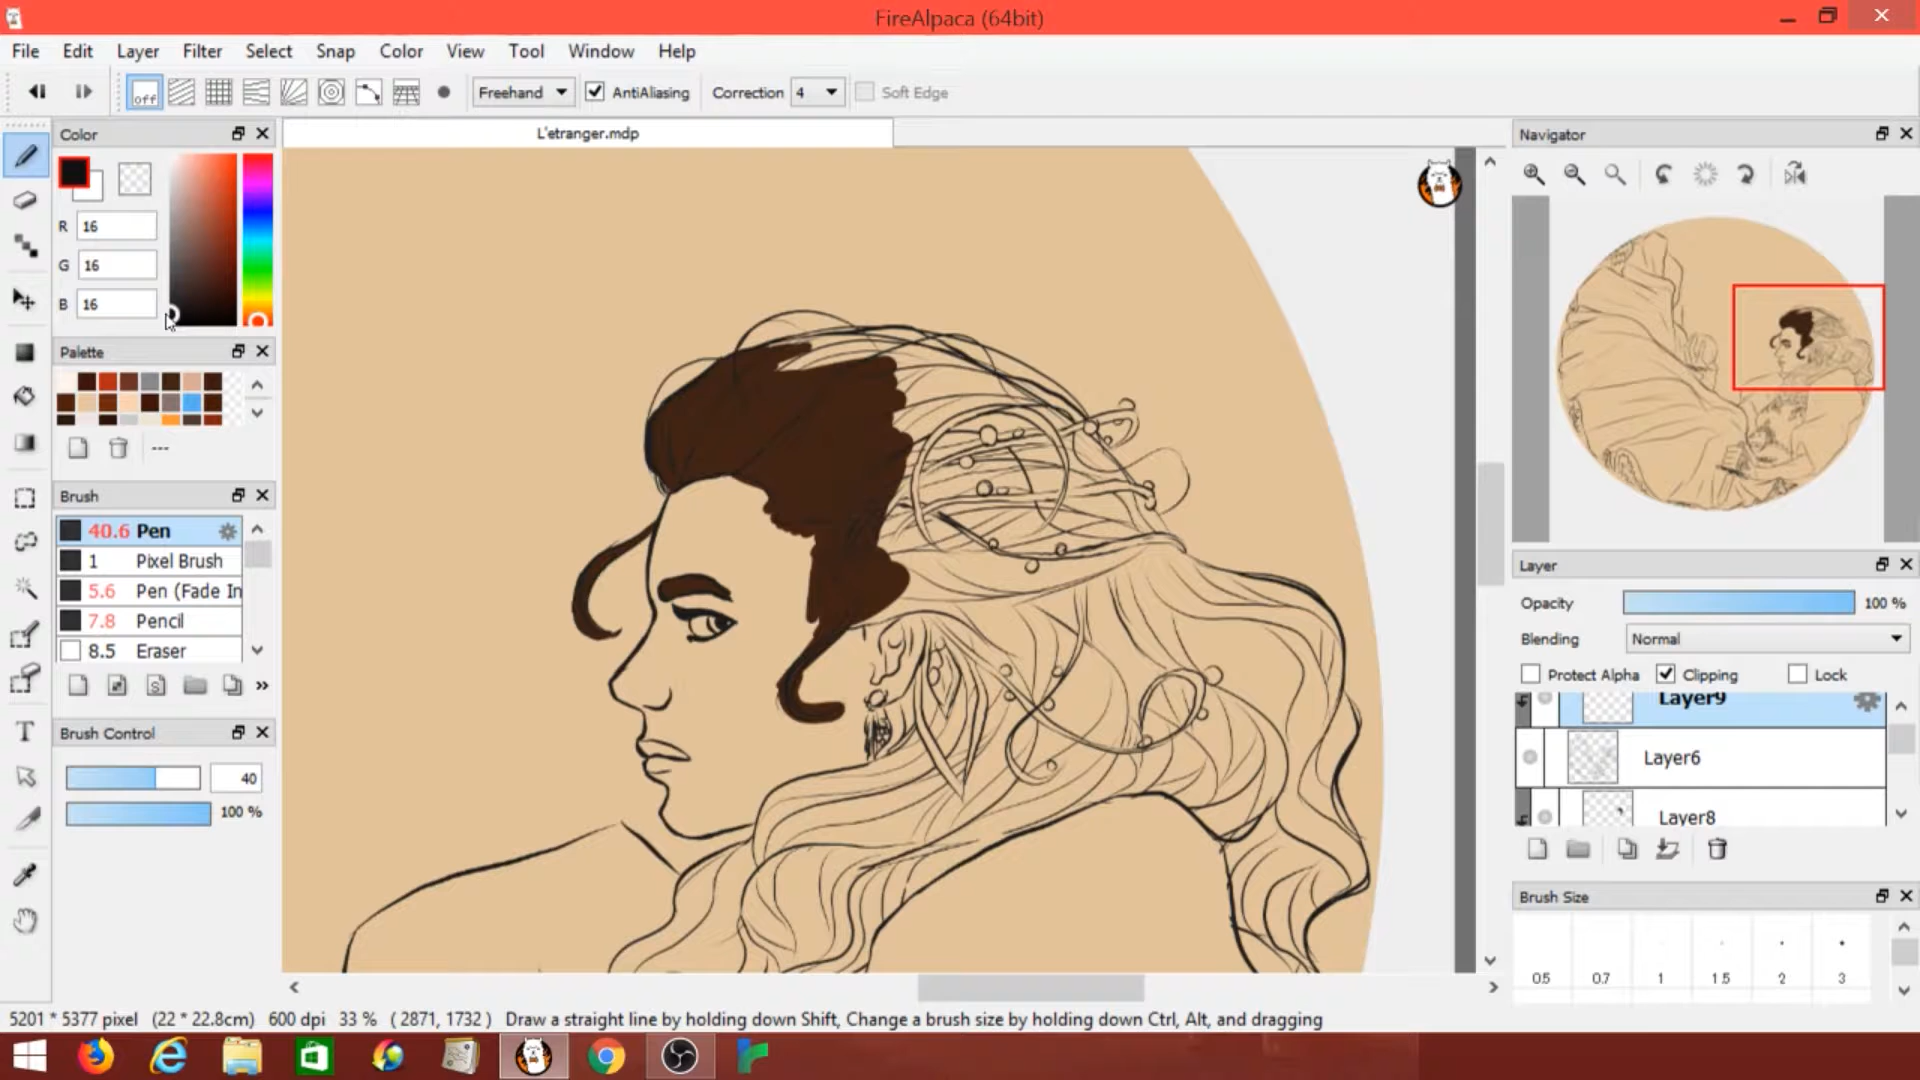 FireAlpaca (64bit)
File Edit Layer Filter Select Snap Color View Tool Window Help
off Freehand AntiAliasing Correction 4 Soft Edge
Color
L'etranger.mdp
Navigator
R 16
G 16
B 16
Palette
---
Brush
40.6 Pen
1 Pixel Brush
5.6 Pen (Fade In
7.8 Pencil
8.5 Eraser
Brush Control
40
100 %
Layer
Opacity 100 %
Blending Normal
Protect Alpha Clipping Lock
Layer9
Layer6
Layer8
Brush Size
0.5 0.7 1 1.5 2 3
T
5201 * 5377 pixel (22 * 22.8cm) 600 dpi 33 % ( 2871, 1732 ) Draw a straight line by holding down Shift, Change a brush size by holding down Ctrl, Alt, and dragging